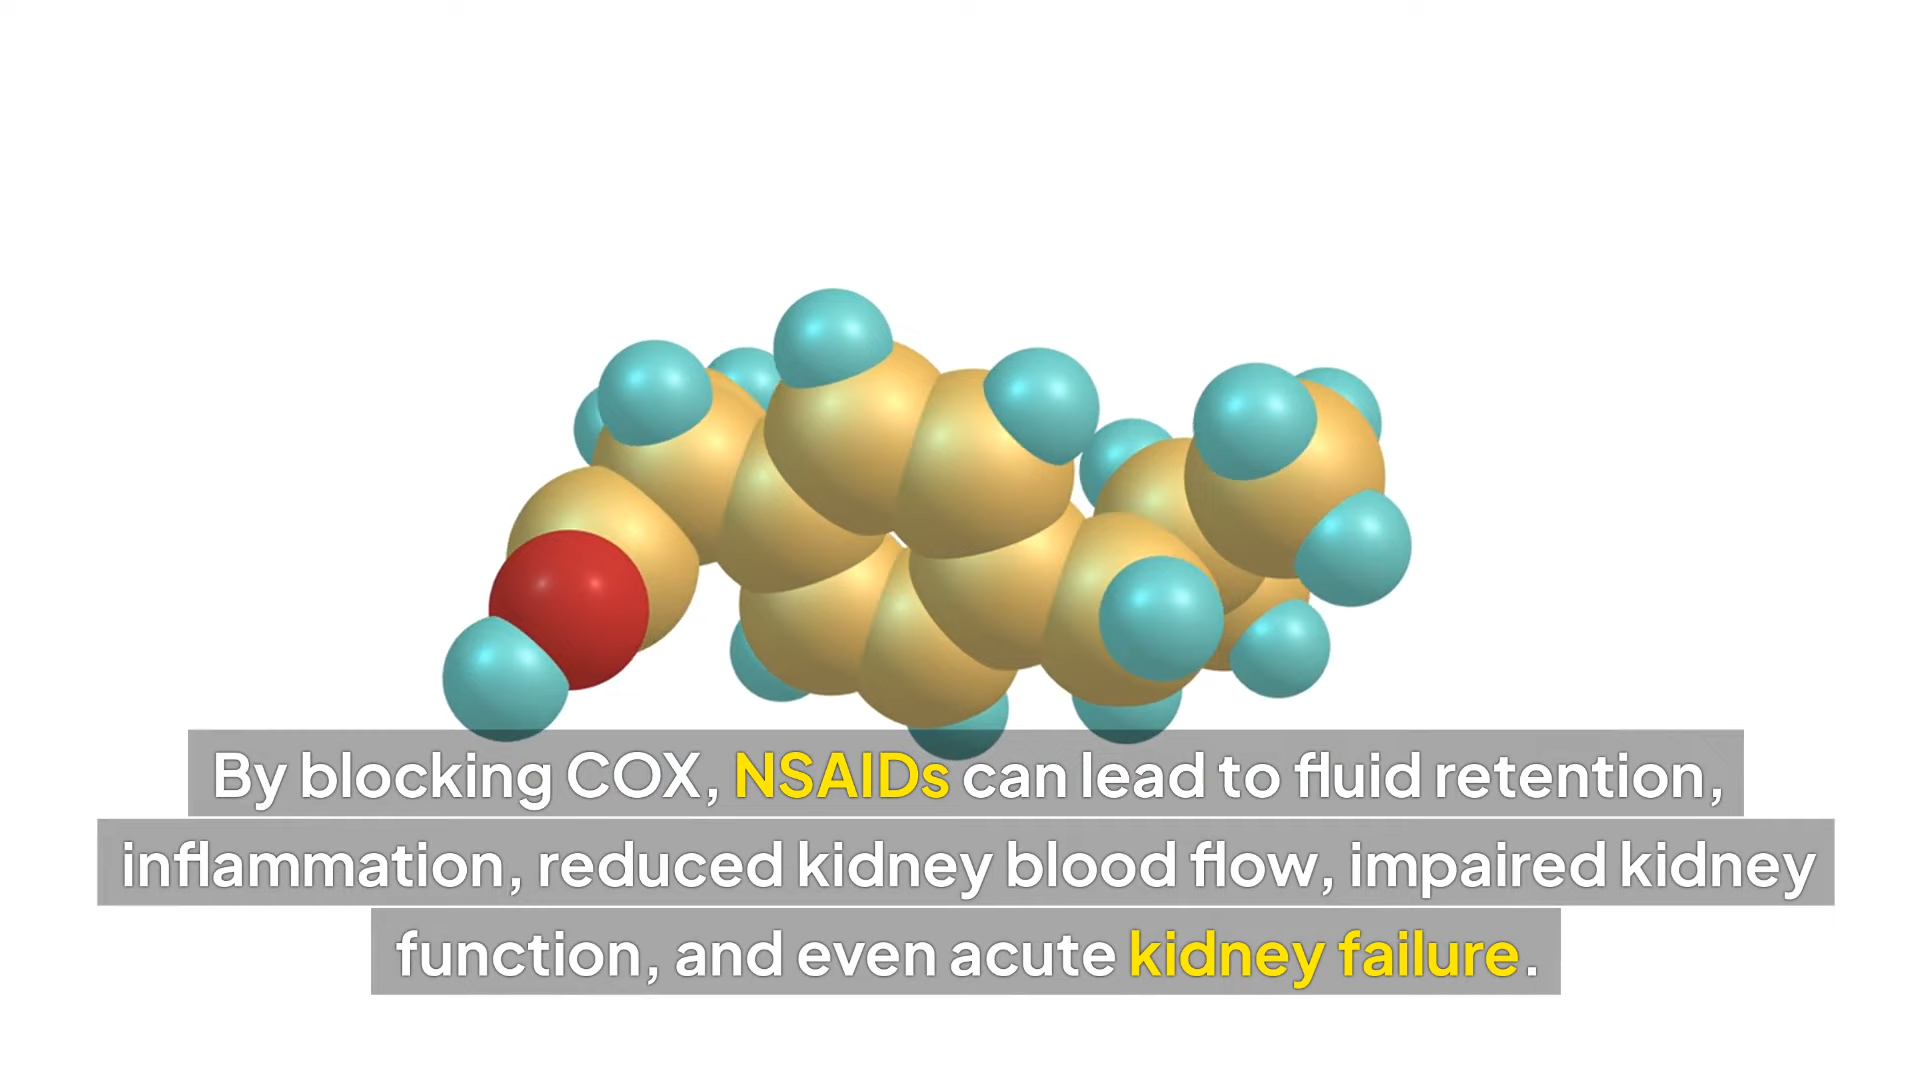 By blocking COX, NSAIDs can lead to fluid retention,
inflammation, reduced kidney blood flow, impaired kidney
function, and even acute kidney failure.